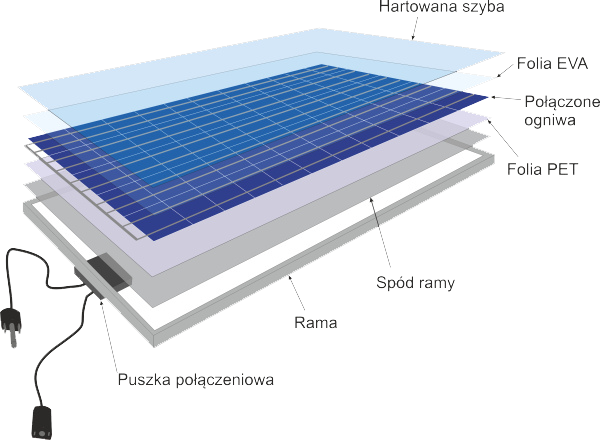 Hartowana szyba
Folia EVA
Połączone
ogniwa
Folia PET
Spód ramy
Rama
Puszka połączeniowa